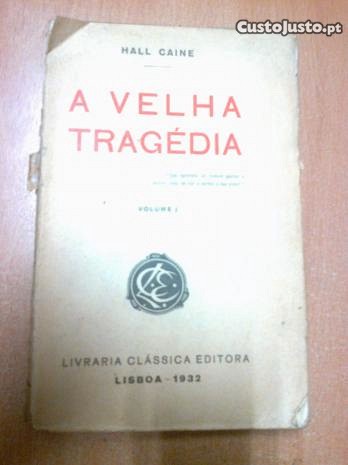 CustoJusto.pt
HALL CAINE
A VELHA
TRAGÉDIA
VOLUME I
LIVRARIA CLÁSSICA EDITORA
LISBOA - 1932